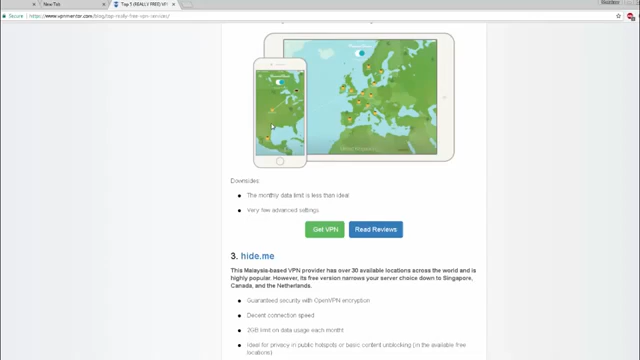 New Tab
Top 5 (REALLY FREE) VP
Secure
https://www.vpnmentor.com/blog/top-really-free-vpn-services/
Downsides:
The monthly data limit is less than ideal
Very few advanced settings.
Get VPN
Read Reviews
3. hide.me
This Malaysia-based VPN provider has over 30 available locations across the world and is
highly popular. However, its free version narrows your server choice down to Singapore,
Canada, and the Netherlands.
Guaranteed security with OpenVPN encryption
Decent connection speed
2GB limit on data usage each month
Ideal for privacy in public hotspots or basic content unblocking (in the available free
locations)